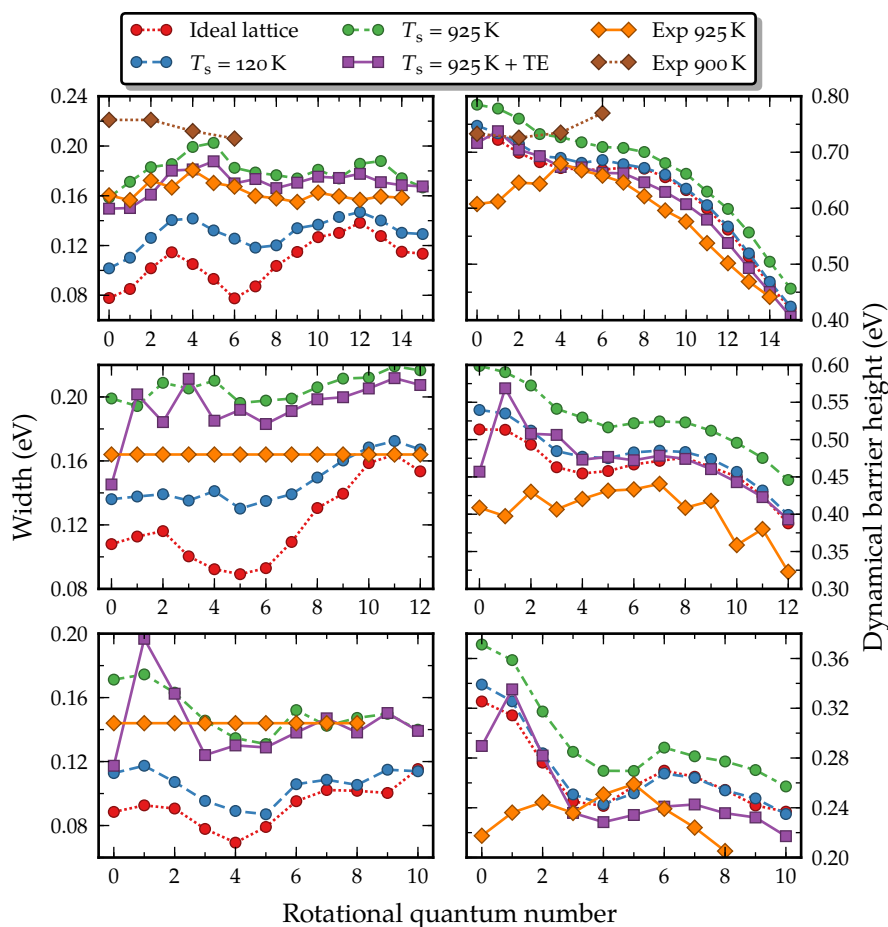 Ideal lattice Tₛ = 925 K Exp 925 K
Tₛ = 120 K Tₛ = 925 K + TE Exp 900 K
0.24 0.80
0.20 0.70
0.16 0.60
0.12 0.50
0.08 0.40
0 2 4 6 8 10 12 14 0 2 4 6 8 10 12 14
0.60
0.20 0.55
0.50
0.16 0.45
0.12 0.40
0.35
0.08 0.30
0 2 4 6 8 10 12 0 2 4 6 8 10 12
Width (eV)
Dynamical barrier height (eV)
0.20
0.36
0.16 0.32
0.12 0.28
0.24
0.08
0.20
0 2 4 6 8 10 0 2 4 6 8 10
Rotational quantum number